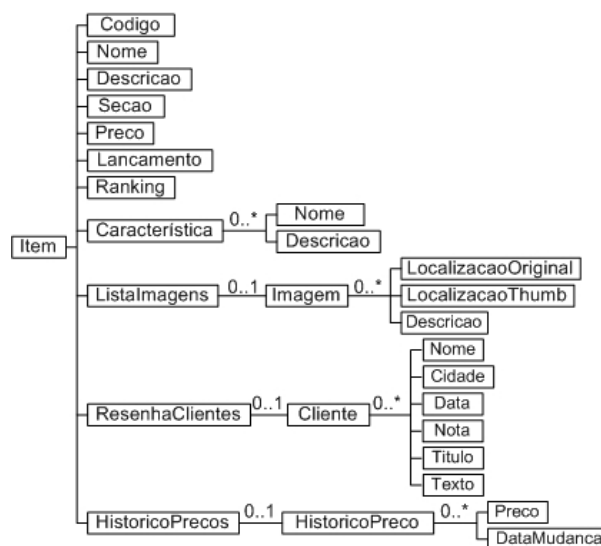 Codigo
Nome
Descricao
Secao
Preco
Lancamento
Ranking
Item
Característica 0..* Nome
Descricao
ListaImagens 0..1 Imagem 0..* LocalizacaoOriginal
LocalizacaoThumb
Descricao
ResenhaClientes 0..1 Cliente 0..* Nome
Cidade
Data
Nota
Titulo
Texto
HistoricoPrecos 0..1 HistoricoPreco 0..* Preco
DataMudanca